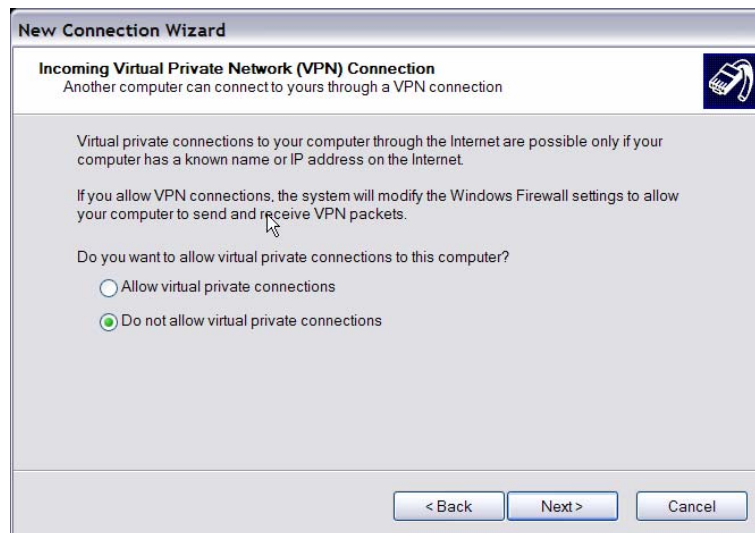 New Connection Wizard
Incoming Virtual Private Network (VPN) Connection
Another computer can connect to yours through a VPN connection
Virtual private connections to your computer through the Internet are possible only if your
computer has a known name or IP address on the Internet.
If you allow VPN connections, the system will modify the Windows Firewall settings to allow
your computer to send and receive VPN packets.
Do you want to allow virtual private connections to this computer?
Allow virtual private connections
Do not allow virtual private connections
< Back Next > Cancel